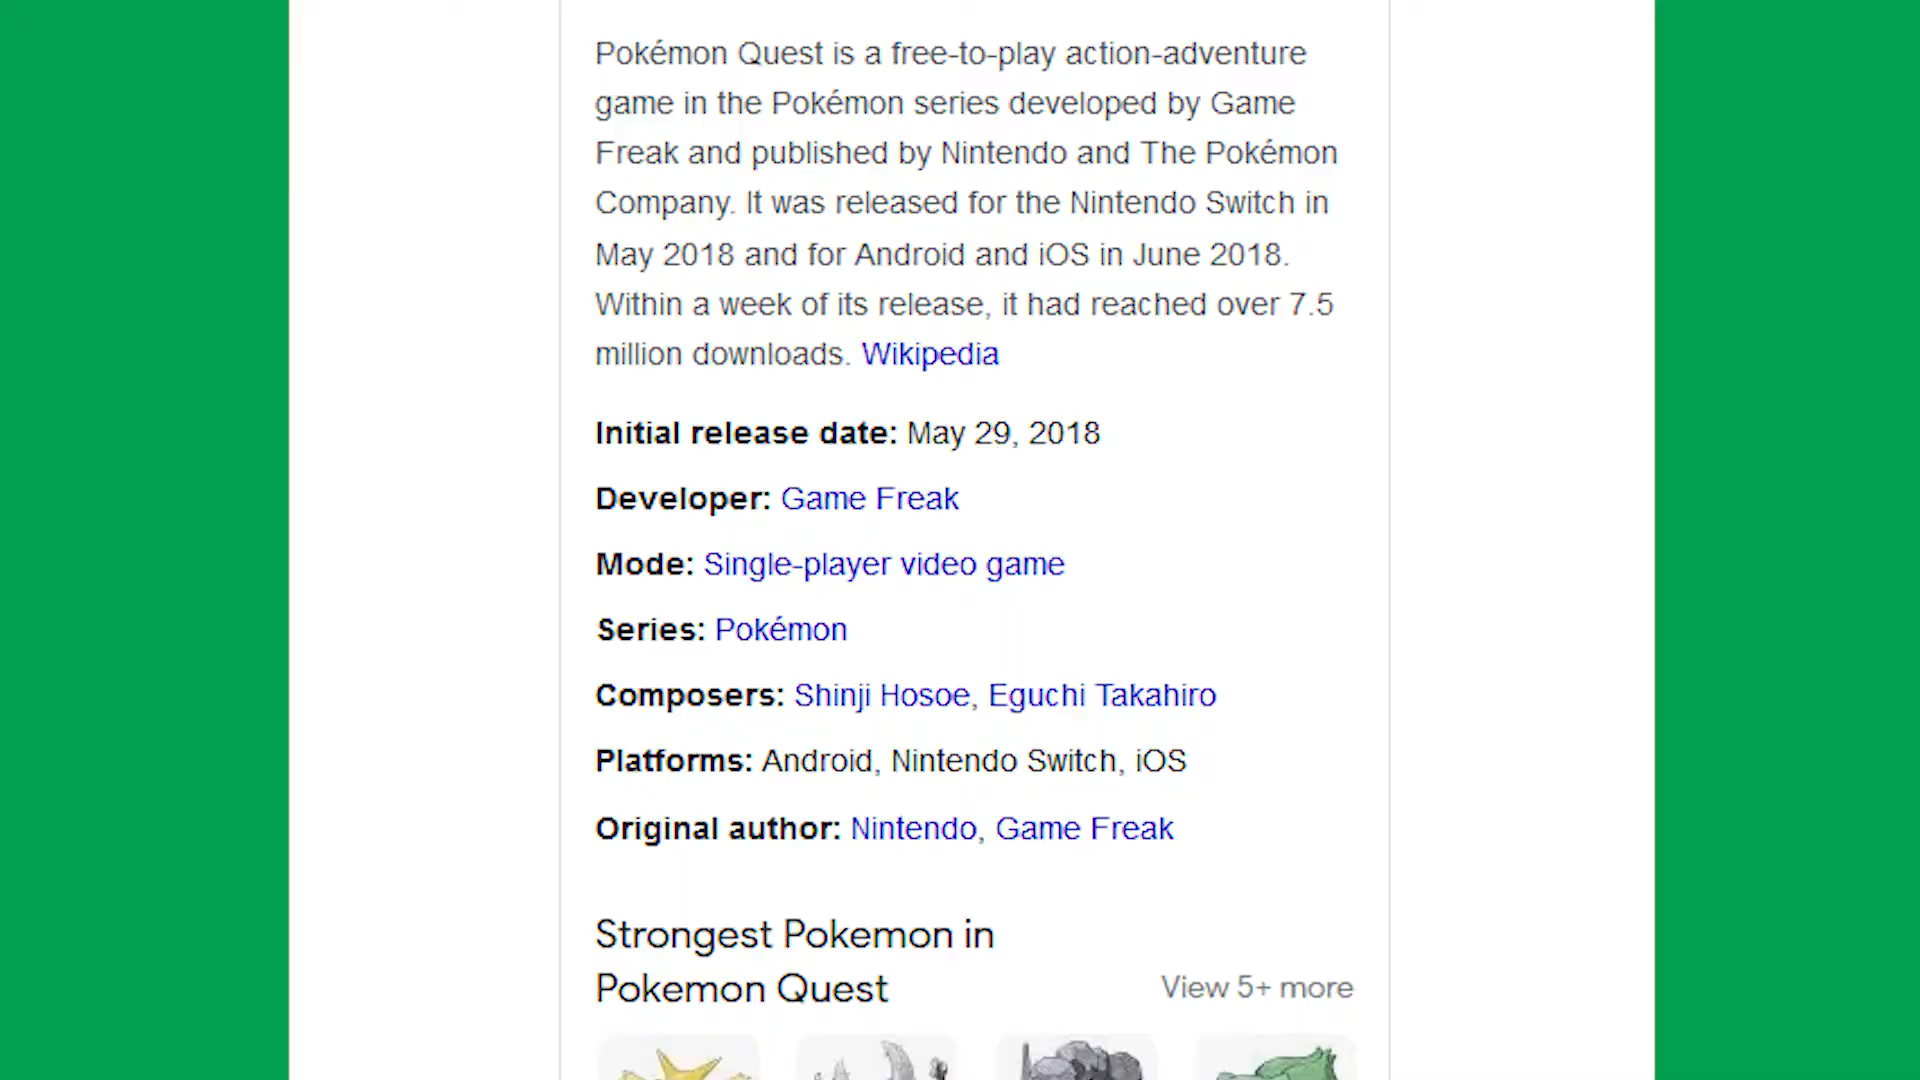 Pokémon Quest is a free-to-play action-adventure
game in the Pokémon series developed by Game
Freak and published by Nintendo and The Pokémon
Company. It was released for the Nintendo Switch in
May 2018 and for Android and iOS in June 2018.
Within a week of its release, it had reached over 7.5
million downloads. Wikipedia
Initial release date: May 29, 2018
Developer: Game Freak
Mode: Single-player video game
Series: Pokémon
Composers: Shinji Hosoe, Eguchi Takahiro
Platforms: Android, Nintendo Switch, iOS
Original author: Nintendo, Game Freak
Strongest Pokemon in
Pokemon Quest
View 5+ more